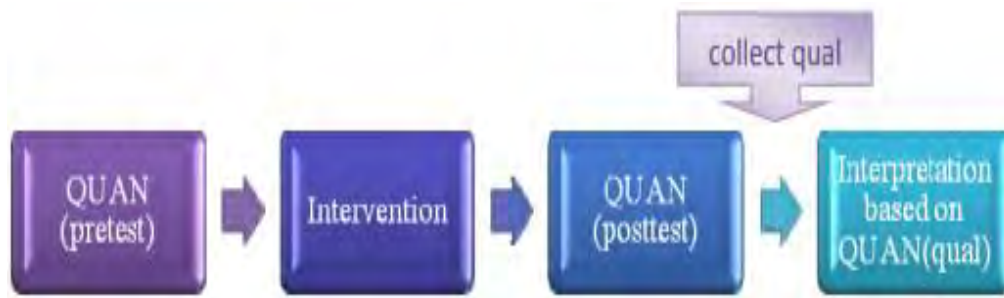 collect qual
QUAN
(pretest)
Intervention
QUAN
(posttest)
Interpretation
based on
QUAN(qual)